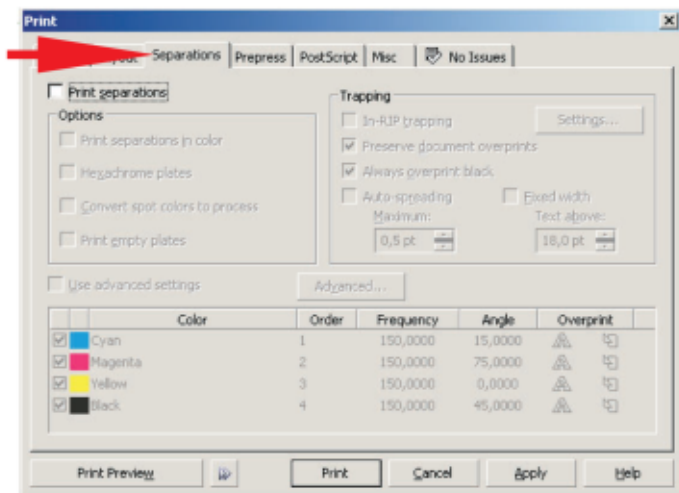 Print
Separations Prepress PostScript Misc No Issues
Print separations
Trapping
Options
In-RIP trapping Settings...
Print separations in color
Preserve document overprints
Hexachrome plates
Always overprint black
Convert spot colors to process
Auto-spreading Fixed width
Maximum: Text above:
Print empty plates
0,5 pt 18,0 pt
Use advanced settings Advanced...
Color Order Frequency Angle Overprint
Cyan 1 150,0000 15,0000
Magenta 2 150,0000 75,0000
Yellow 3 150,0000 0,0000
Black 4 150,0000 45,0000
Print Preview Print Cancel Apply Help